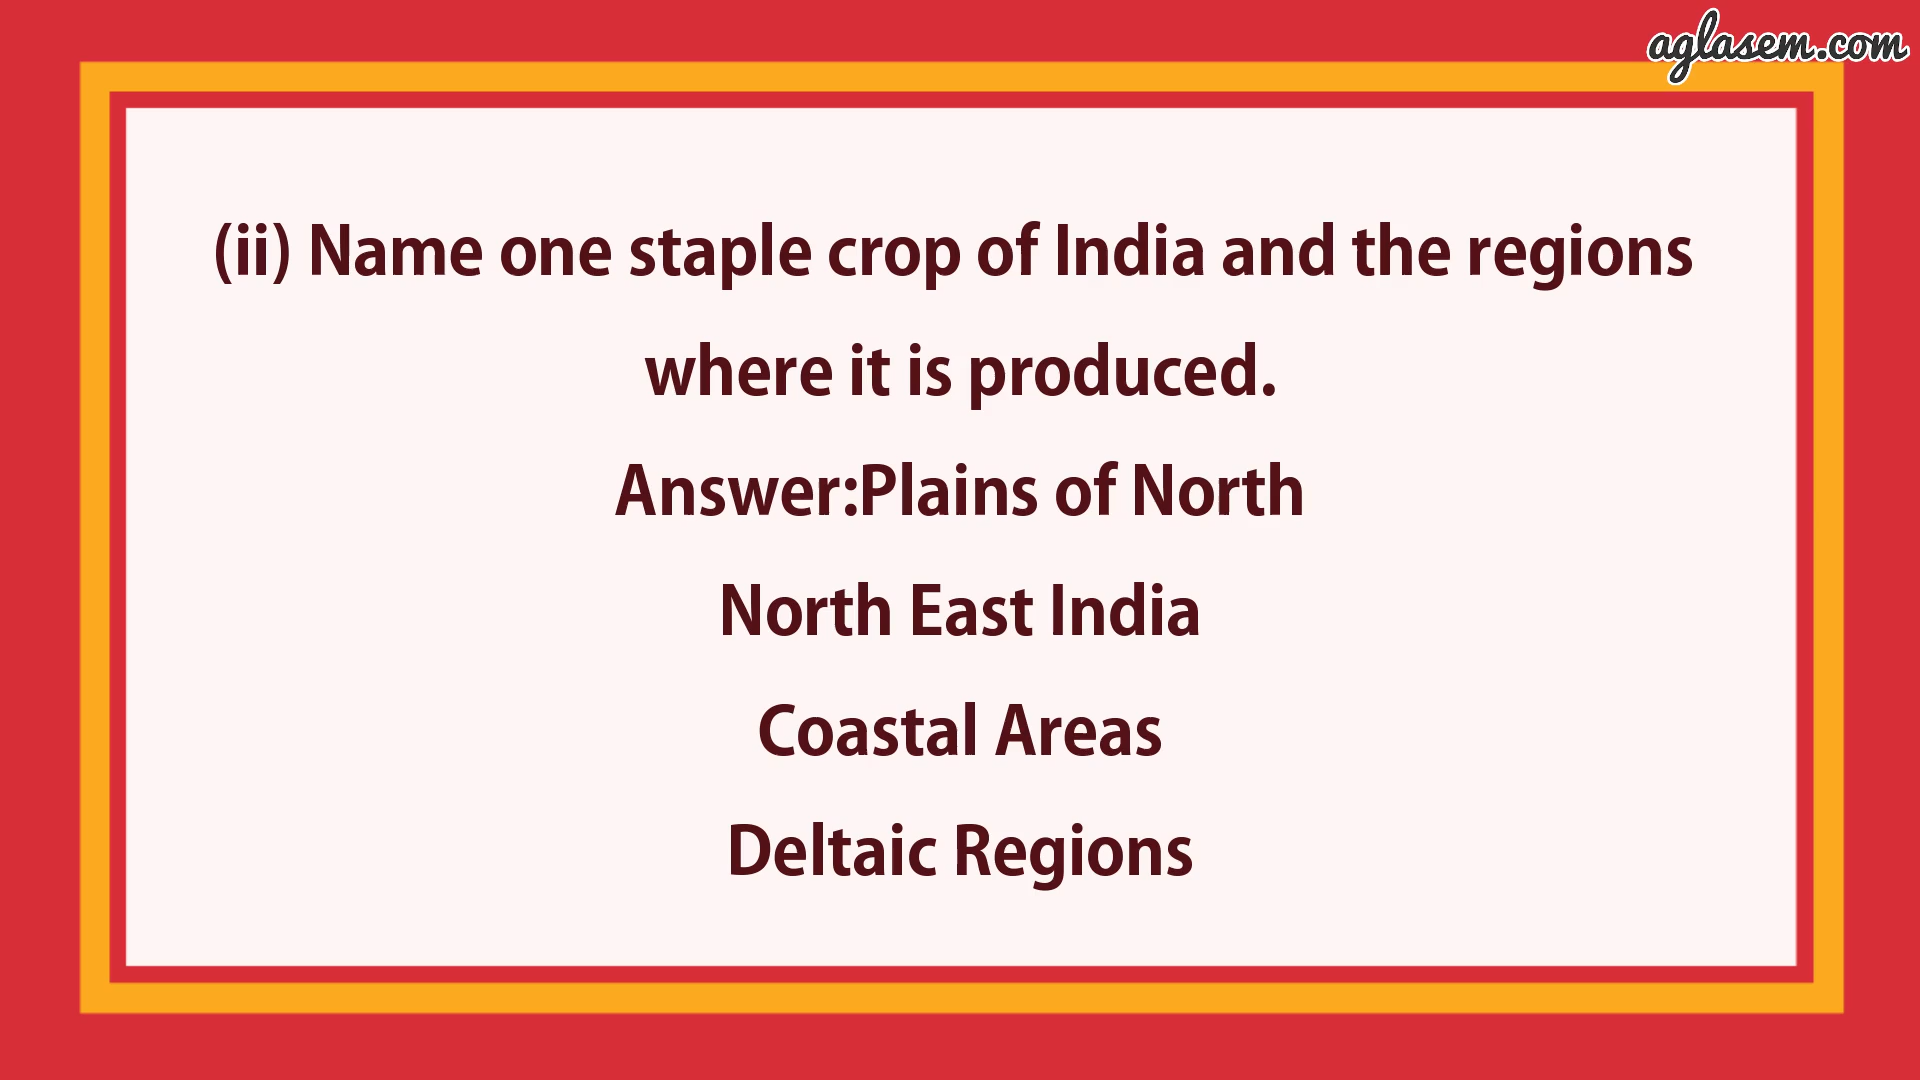 aglasem.com
(ii) Name one staple crop of India and the regions
where it is produced.
Answer:Plains of North
North East India
Coastal Areas
Deltaic Regions